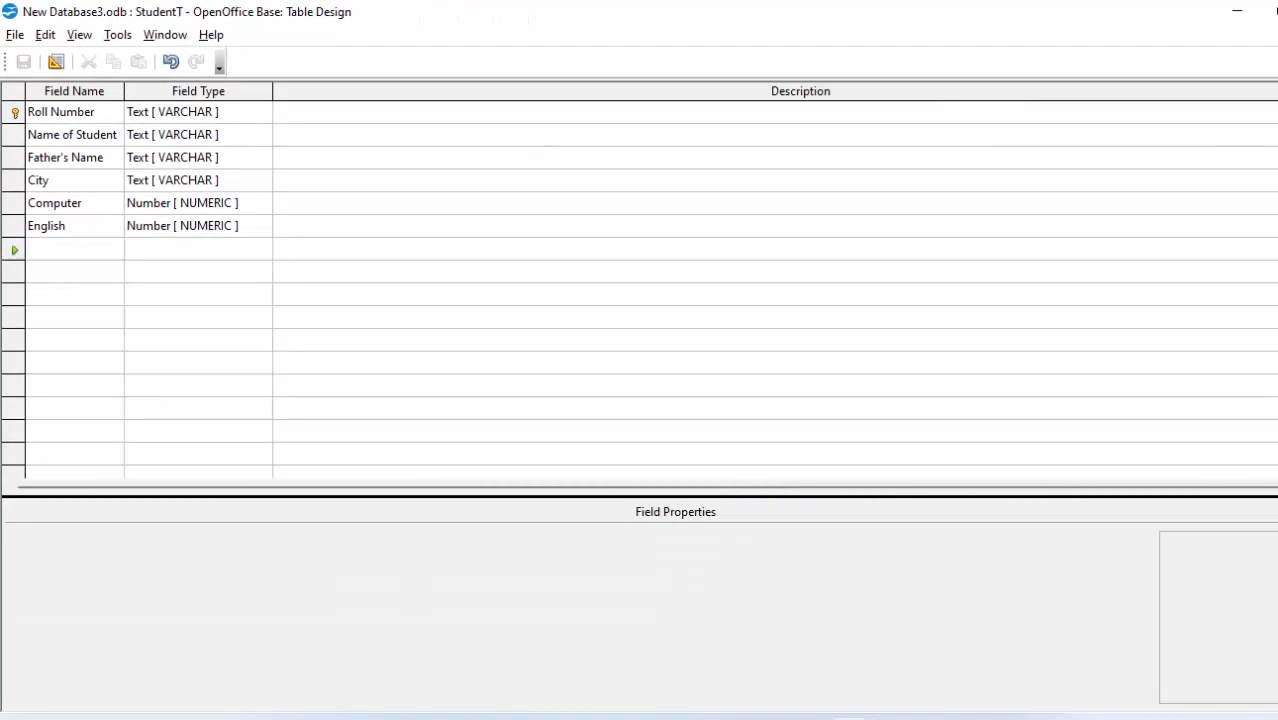 New Database3.odb : StudentT - OpenOffice Base: Table Design
File Edit View Tools Window Help
Field Name Field Type Description
Roll Number Text [ VARCHAR ]
Name of Student Text [ VARCHAR ]
Father's Name Text [ VARCHAR ]
City Text [ VARCHAR ]
Computer Number [ NUMERIC ]
English Number [ NUMERIC ]
Field Properties